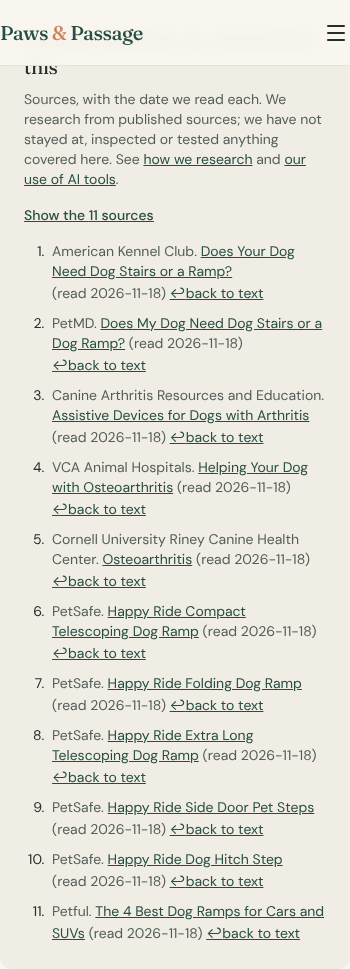 Paws & Passage
this
Sources, with the date we read each. We
research from published sources; we have not
stayed at, inspected or tested anything
covered here. See how we research and our
use of AI tools.
Show the 11 sources
1. American Kennel Club. Does Your Dog
Need Dog Stairs or a Ramp?
(read 2026-11-18) ↩back to text
2. PetMD. Does My Dog Need Dog Stairs or a
Dog Ramp? (read 2026-11-18)
↩back to text
3. Canine Arthritis Resources and Education.
Assistive Devices for Dogs with Arthritis
(read 2026-11-18) ↩back to text
4. VCA Animal Hospitals. Helping Your Dog
with Osteoarthritis (read 2026-11-18)
↩back to text
5. Cornell University Riney Canine Health
Center. Osteoarthritis (read 2026-11-18)
↩back to text
6. PetSafe. Happy Ride Compact
Telescoping Dog Ramp (read 2026-11-18)
↩back to text
7. PetSafe. Happy Ride Folding Dog Ramp
(read 2026-11-18) ↩back to text
8. PetSafe. Happy Ride Extra Long
Telescoping Dog Ramp (read 2026-11-18)
↩back to text
9. PetSafe. Happy Ride Side Door Pet Steps
(read 2026-11-18) ↩back to text
10. PetSafe. Happy Ride Dog Hitch Step
(read 2026-11-18) ↩back to text
11. Petful. The 4 Best Dog Ramps for Cars and
SUVs (read 2026-11-18) ↩back to text